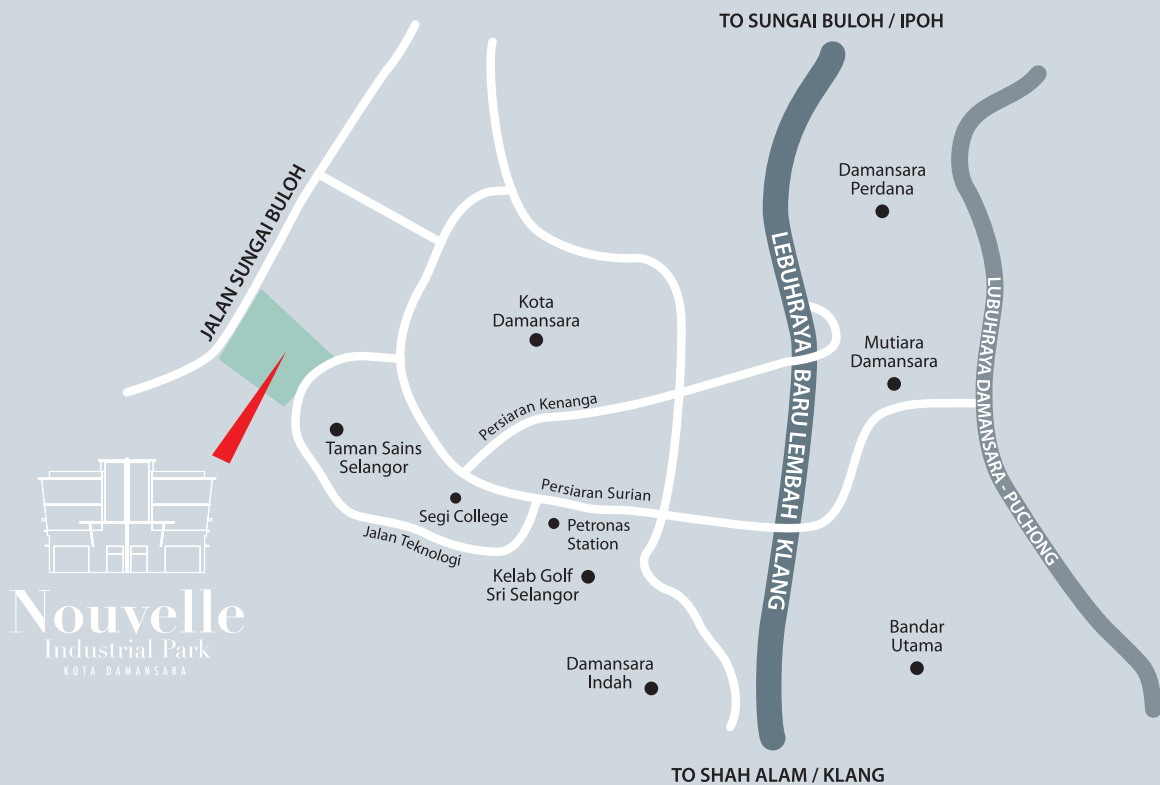 TO SUNGAI BULOH / IPOH
Damansara
Perdana
JALAN SUNGAI BULOH
LEBUHRAYA BARU LEMBAH KLANG
LUBUHRAYA DAMANSARA - PUCHONG
Kota
Damansara
Mutiara
Damansara
Persiaran Kenanga
Taman Sains
Selangor
Persiaran Surian
Segi College
Petronas
Station
Jalan Teknologi
Kelab Golf
Sri Selangor
Nouvelle
Industrial Park
KOTA DAMANSARA
Bandar
Utama
Damansara
Indah
TO SHAH ALAM / KLANG